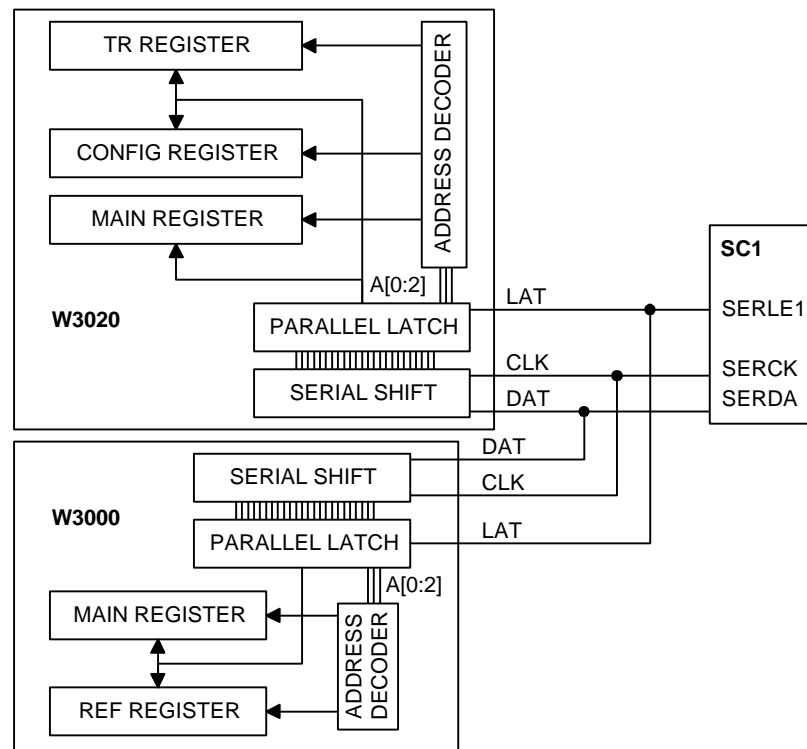 TR REGISTER
ADDRESS DECODER
CONFIG REGISTER
MAIN REGISTER
SC1
A[0:2]
LAT
SERLE1
W3020
PARALLEL LATCH
CLK
SERCK
SERIAL SHIFT
DAT
SERDA
DAT
SERIAL SHIFT
CLK
W3000
PARALLEL LATCH
LAT
A[0:2]
MAIN REGISTER
ADDRESS
DECODER
REF REGISTER